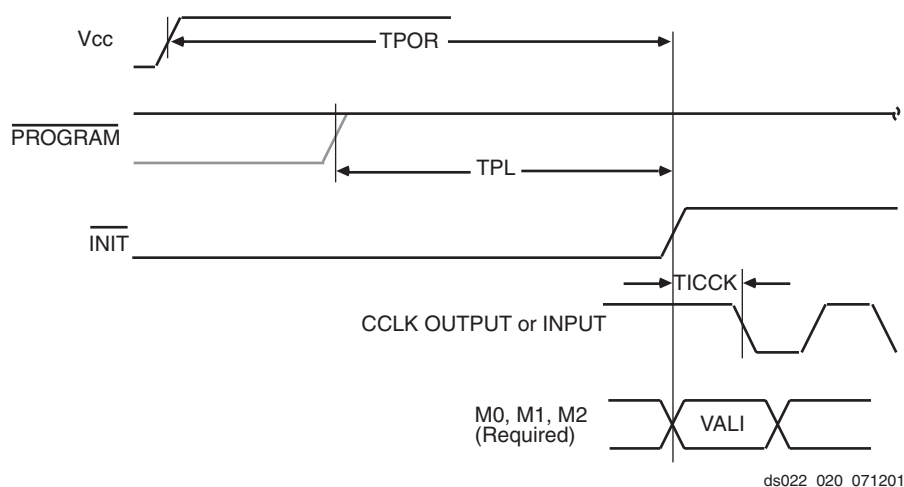 Vcc
TPOR
PROGRAM
TPL
INIT
TICCK
CCLK OUTPUT or INPUT
M0, M1, M2
(Required)
VALI
ds022_020_071201